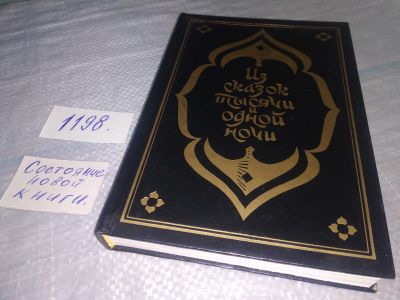 1198.
Состояние
новой
книги.
Из
сказок
тысячи и
одной
ночи